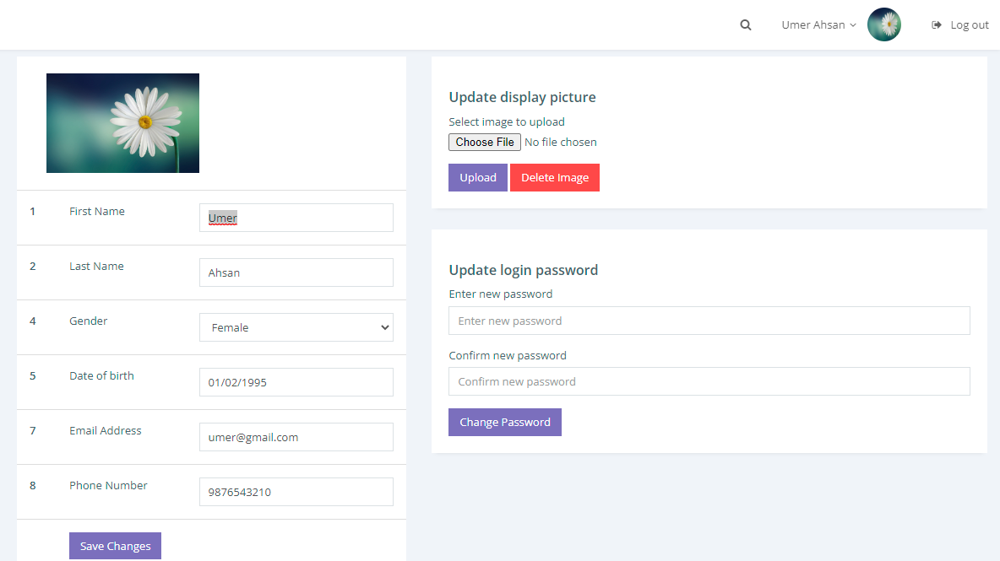 Umer Ahsan
Log out
1 First Name Umer
2 Last Name Ahsan
4 Gender Female
5 Date of birth 01/02/1995
7 Email Address umer@gmail.com
8 Phone Number 9876543210
Save Changes
Update display picture
Select image to upload
Choose File No file chosen
Upload Delete Image
Update login password
Enter new password
Enter new password
Confirm new password
Confirm new password
Change Password